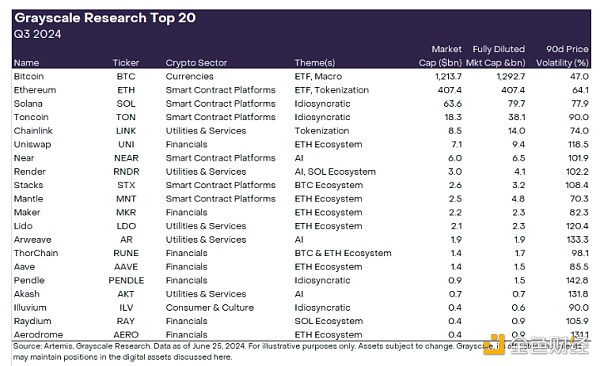 Grayscale Research Top 20
Q3 2024
Market Fully Diluted 90d Price
Name Ticker Crypto Sector Theme(s) Cap ($bn) Mkt Cap &bn) Volatility (%)
Bitcoin BTC Currencies ETF, Macro 1,213.7 1,292.7 47.0
Ethereum ETH Smart Contract Platforms ETF, Tokenization 407.4 407.4 64.1
Solana SOL Smart Contract Platforms Idiosyncratic 63.6 79.7 77.9
Toncoin TON Smart Contract Platforms Idiosyncratic 18.3 38.1 90.0
Chainlink LINK Utilities & Services Tokenization 8.5 14.0 74.0
Uniswap UNI Financials ETH Ecosystem 7.1 9.4 118.5
Near NEAR Smart Contract Platforms AI 6.0 6.5 101.9
Render RNDR Utilities & Services AI, SOL Ecosystem 3.0 4.1 102.2
Stacks STX Smart Contract Platforms BTC Ecosystem 2.6 3.2 108.4
Mantle MNT Smart Contract Platforms ETH Ecosystem 2.5 4.8 70.3
Maker MKR Financials ETH Ecosystem 2.2 2.3 82.3
Lido LDO Utilities & Services ETH Ecosystem 2.1 2.3 120.4
Arweave AR Utilities & Services AI 1.9 1.9 133.3
ThorChain RUNE Financials BTC & ETH Ecosystem 1.4 1.7 98.1
Aave AAVE Financials ETH Ecosystem 1.4 1.5 85.5
Pendle PENDLE Financials Idiosyncratic 0.9 1.5 142.8
Akash AKT Utilities & Services AI 0.7 0.7 131.8
Illuvium ILV Consumer & Culture Idiosyncratic 0.4 0.6 90.0
Raydium RAY Financials SOL Ecosystem 0.4 0.9 105.9
Aerodrome AERO Financials ETH Ecosystem 0.4 0.9 131.1
Source: Artemis, Grayscale Research. Data as of June 25, 2024. For illustrative purposes only. Assets subject to change. Grayscale, its
may maintain positions in the digital assets discussed here.
金色财经